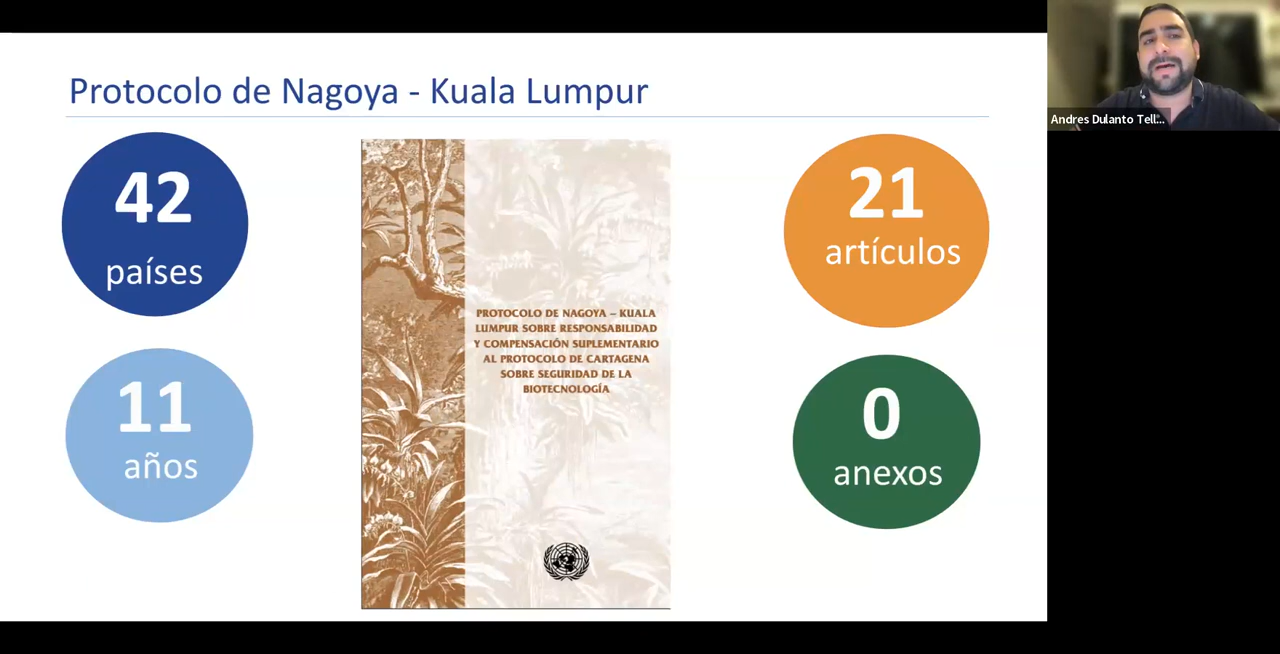 Protocolo de Nagoya - Kuala Lumpur
42
países
11
años
PROTOCOLO DE NAGOYA – KUALA
LUMPUR SOBRE RESPONSABILIDAD
Y COMPENSACIÓN SUPLEMENTARIO
AL PROTOCOLO DE CARTAGENA
SOBRE SEGURIDAD DE LA
BIOTECNOLOGÍA
21
artículos
0
anexos
Andres Dulanto Tell...